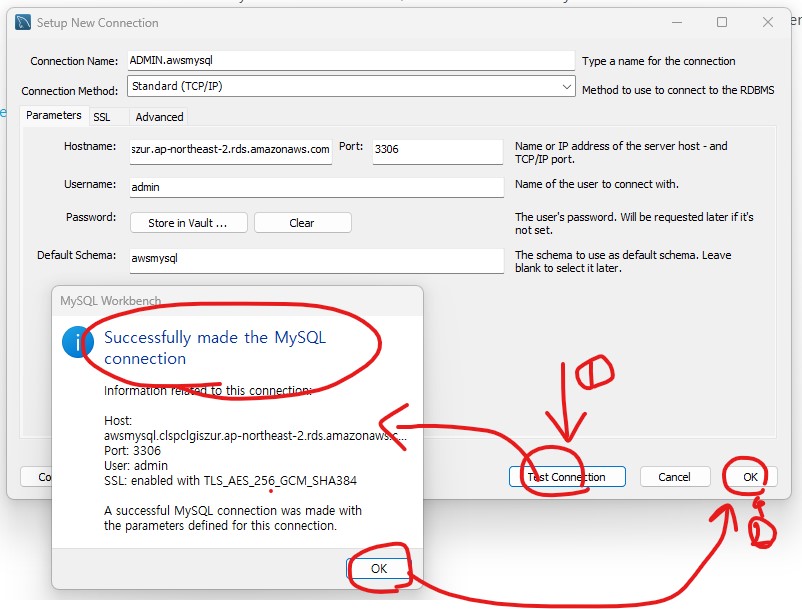 Setup New Connection
Connection Name: ADMIN.awsmysql Type a name for the connection
Connection Method: Standard (TCP/IP) Method to use to connect to the RDBMS
Parameters SSL Advanced
Hostname: szur.ap-northeast-2.rds.amazonaws.com Port: 3306 Name or IP address of the server host - and
TCP/IP port.
Username: admin Name of the user to connect with.
Password: Store in Vault ... Clear The user's password. Will be requested later if it's
not set.
Default Schema: awsmysql The schema to use as default schema. Leave
blank to select it later.
MySQL Workbench
Successfully made the MySQL
connection
Information related to this connection:
Host:
awsmysql.clspclgiszur.ap-northeast-2.rds.amazonaws.c...
Port: 3306
User: admin
SSL: enabled with TLS_AES_256_GCM_SHA384
A successful MySQL connection was made with
the parameters defined for this connection.
OK
Co Test Connection Cancel OK
1
2